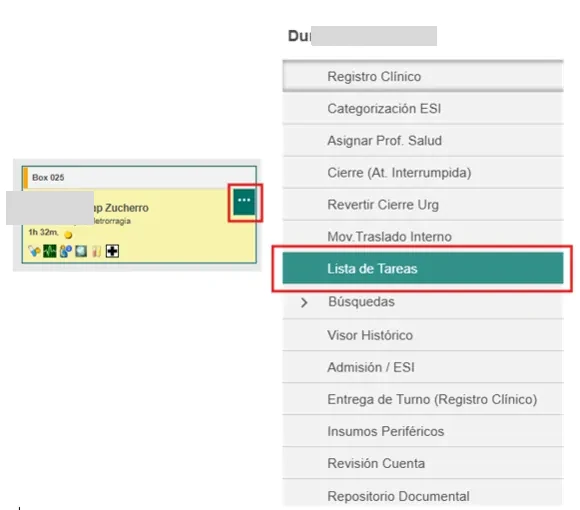 Box 025
Zucherro
1h 32m.
Registro Clínico
Categorización ESI
Asignar Prof. Salud
Cierre (At. Interrumpida)
Revertir Cierre Urg
Mov.Traslado Interno
Lista de Tareas
Búsquedas
Visor Histórico
Admisión / ESI
Entrega de Turno (Registro Clínico)
Insumos Periféricos
Revisión Cuenta
Repositorio Documental